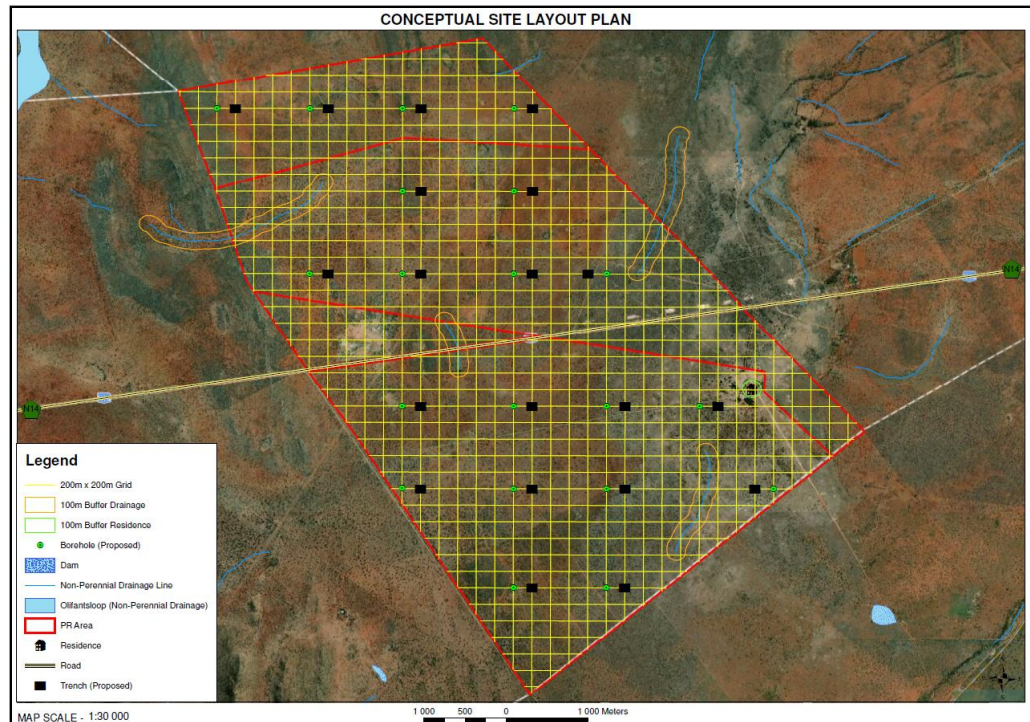 CONCEPTUAL SITE LAYOUT PLAN
N14
N14
Legend
200m x 200m Grid
100m Buffer Drainage
100m Buffer Residence
Borehole (Proposed)
Dam
Non-Perennial Drainage Line
Olifantsloop (Non-Perennial Drainage)
PR Area
Residence
Road
Trench (Proposed)
MAP SCALE - 1:30 000
1 000 500 0 1 000 Meters